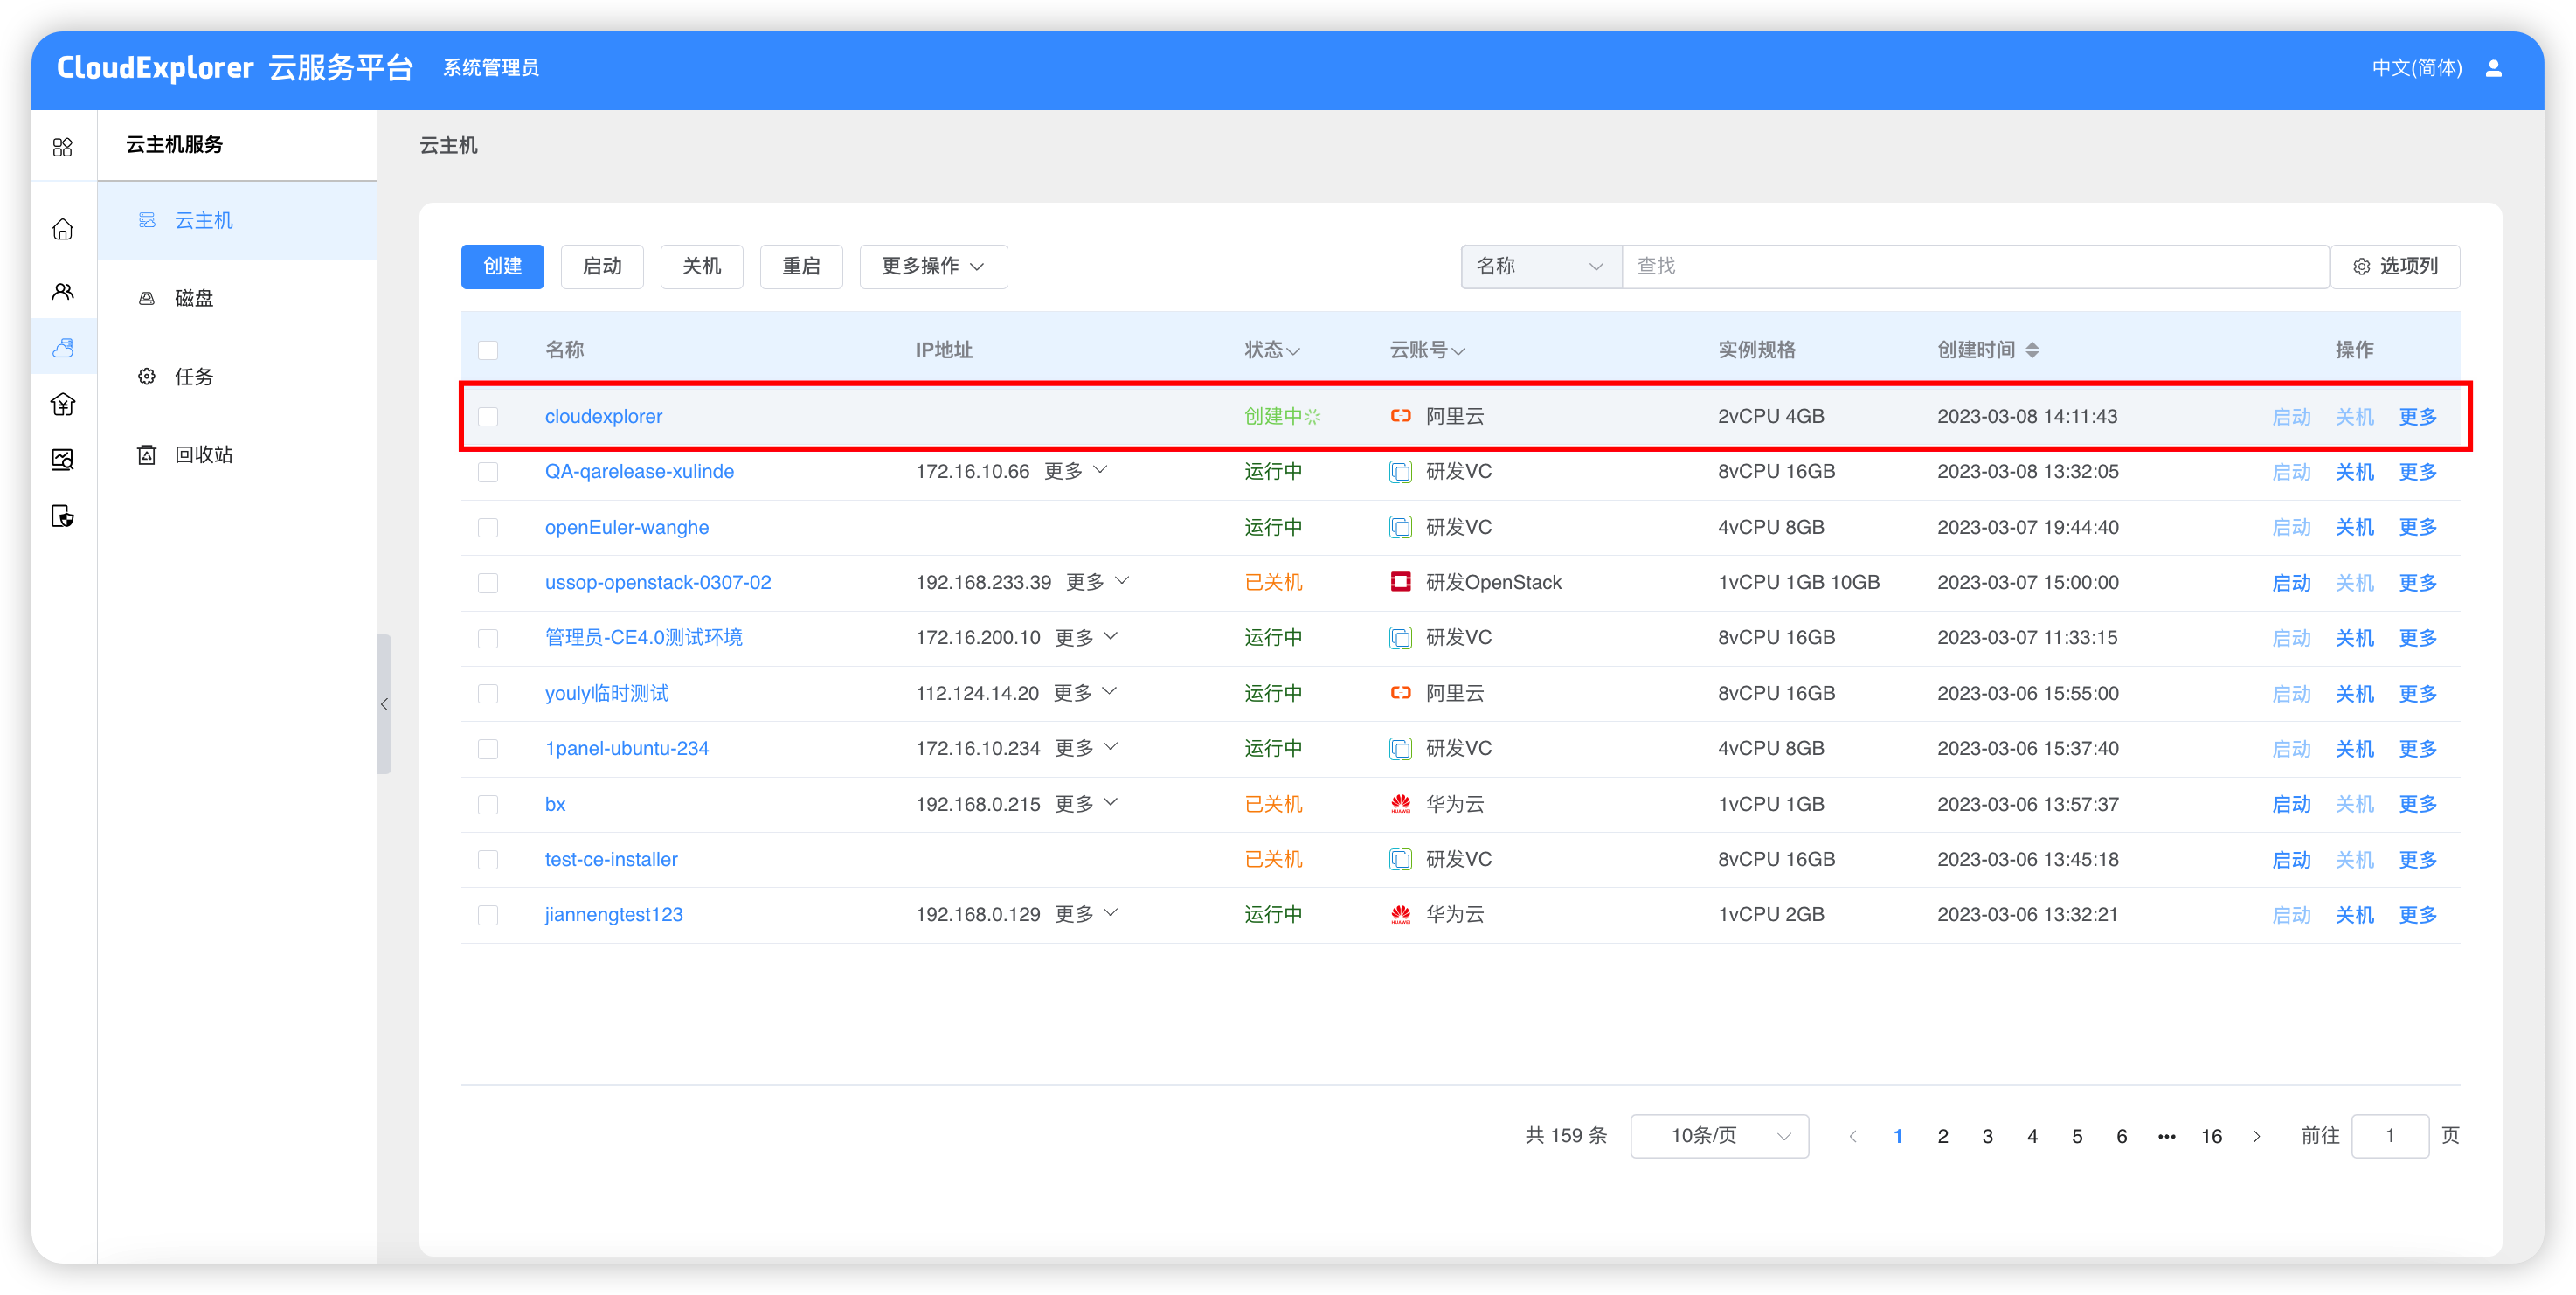 CloudExplorer 云服务平台 系统管理员 中文(简体)
云主机服务
云主机
磁盘
任务
回收站
云主机
创建 启动 关机 重启 更多操作 名称 查找 选项列
名称 IP地址 状态 云账号 实例规格 创建时间 操作
cloudexplorer 创建中 阿里云 2vCPU 4GB 2023-03-08 14:11:43 启动 关机 更多
QA-qarelease-xulinde 172.16.10.66 更多 运行中 研发VC 8vCPU 16GB 2023-03-08 13:32:05 启动 关机 更多
openEuler-wanghe 运行中 研发VC 4vCPU 8GB 2023-03-07 19:44:40 启动 关机 更多
ussop-openstack-0307-02 192.168.233.39 更多 已关机 研发OpenStack 1vCPU 1GB 10GB 2023-03-07 15:00:00 启动 关机 更多
管理员-CE4.0测试环境 172.16.200.10 更多 运行中 研发VC 8vCPU 16GB 2023-03-07 11:33:15 启动 关机 更多
youly临时测试 112.124.14.20 更多 运行中 阿里云 8vCPU 16GB 2023-03-06 15:55:00 启动 关机 更多
1panel-ubuntu-234 172.16.10.234 更多 运行中 研发VC 4vCPU 8GB 2023-03-06 15:37:40 启动 关机 更多
bx 192.168.0.215 更多 已关机 华为云 1vCPU 1GB 2023-03-06 13:57:37 启动 关机 更多
test-ce-installer 已关机 研发VC 8vCPU 16GB 2023-03-06 13:45:18 启动 关机 更多
jiannengtest123 192.168.0.129 更多 运行中 华为云 1vCPU 2GB 2023-03-06 13:32:21 启动 关机 更多
共 159 条 10条/页 1 2 3 4 5 6 ••• 16 前往 1 页